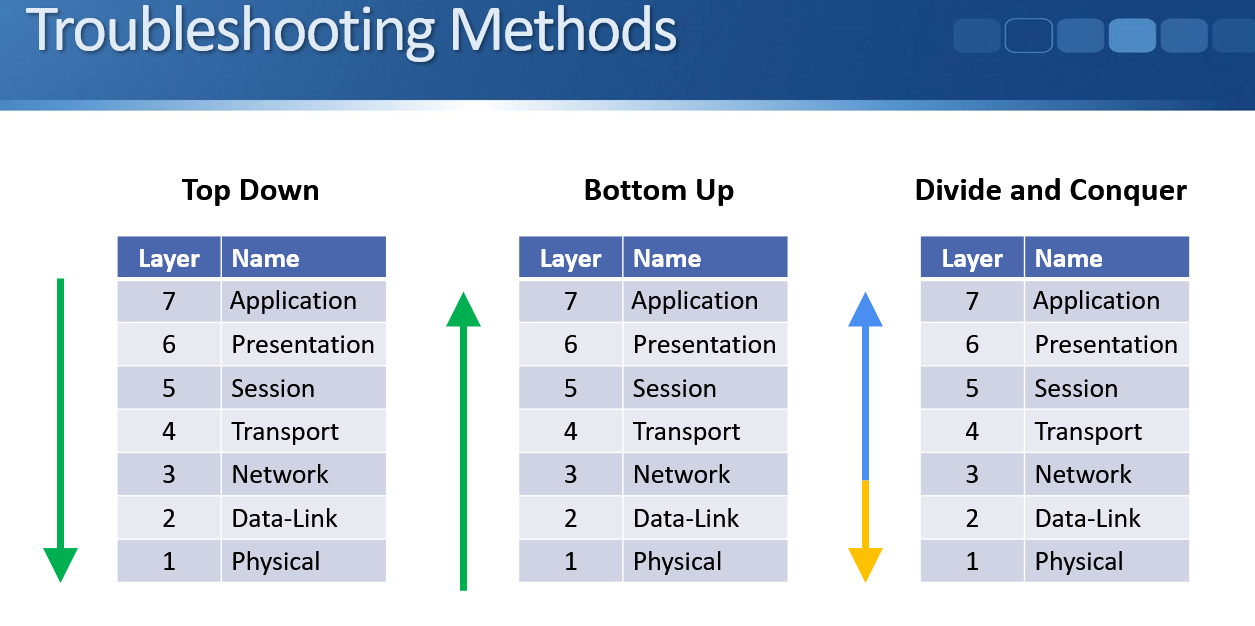 Troubleshooting Methods
Top Down
Layer Name
7 Application
6 Presentation
5 Session
4 Transport
3 Network
2 Data-Link
1 Physical
Bottom Up
Layer Name
7 Application
6 Presentation
5 Session
4 Transport
3 Network
2 Data-Link
1 Physical
Divide and Conquer
Layer Name
7 Application
6 Presentation
5 Session
4 Transport
3 Network
2 Data-Link
1 Physical